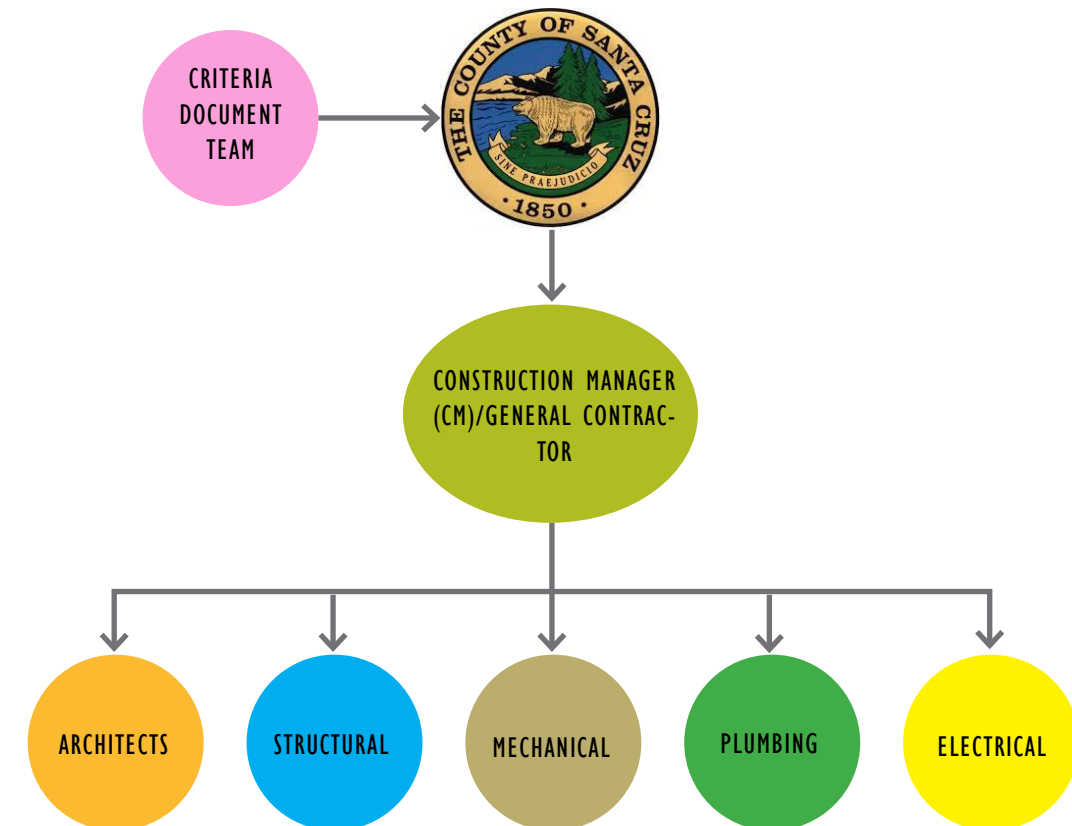 CRITERIA
DOCUMENT
TEAM
THE COUNTY OF SANTA CRUZ
SINE PRAEJUDICIO
· 1850 ·
CONSTRUCTION MANAGER
(CM)/GENERAL CONTRAC-
TOR
ARCHITECTS
STRUCTURAL
MECHANICAL
PLUMBING
ELECTRICAL